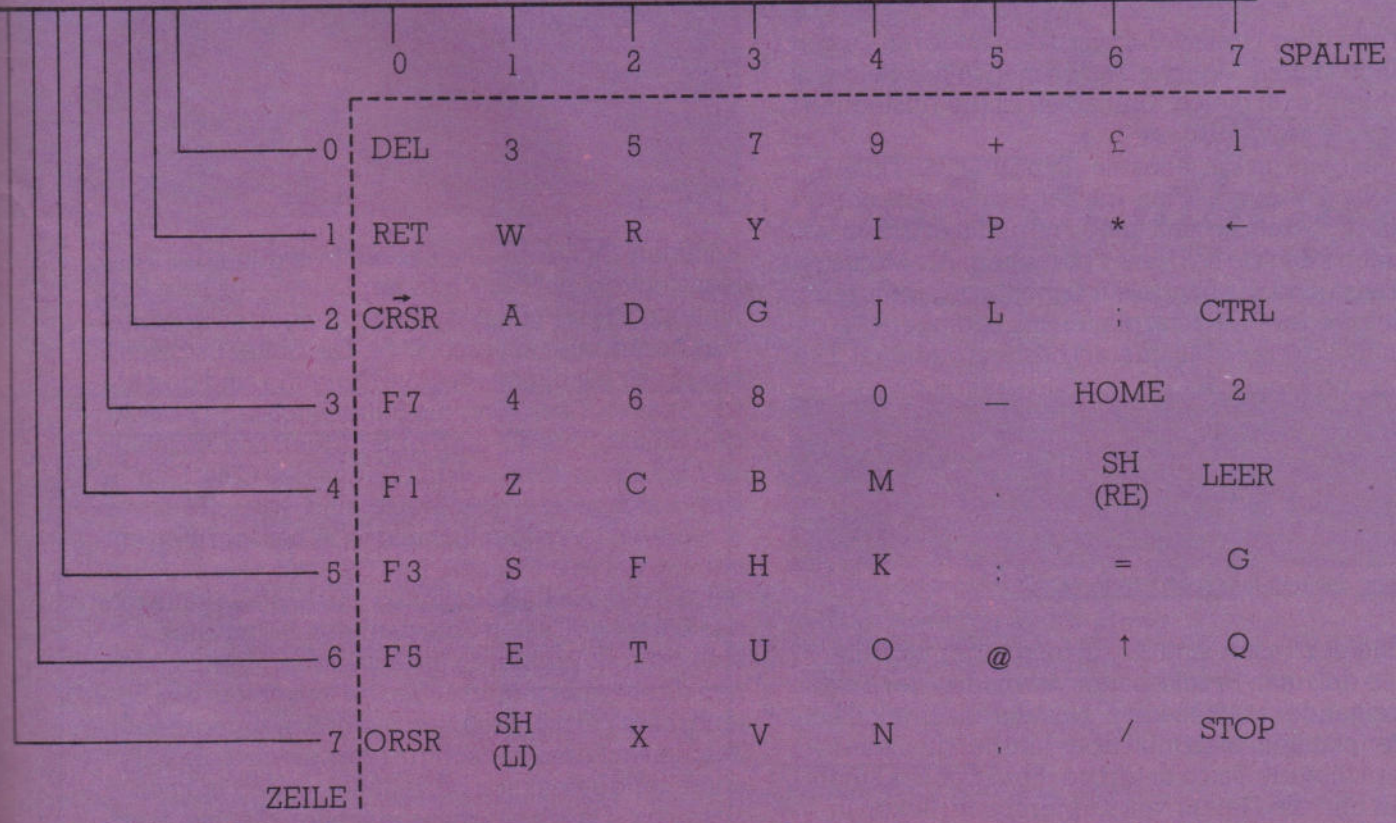 0 1 2 3 4 5 6 7 SPALTE
0 DEL 3 5 7 9 + £ 1
1 RET W R Y I P * ←
→
2 CRSR A D G J L ; CTRL
3 F7 4 6 8 0 — HOME 2
4 F1 Z C B M . SH (RE) LEER
5 F3 S F H K : = G
6 F5 E T U O @ ↑ Q
7 ORSR SH (LI) X V N , / STOP
ZEILE